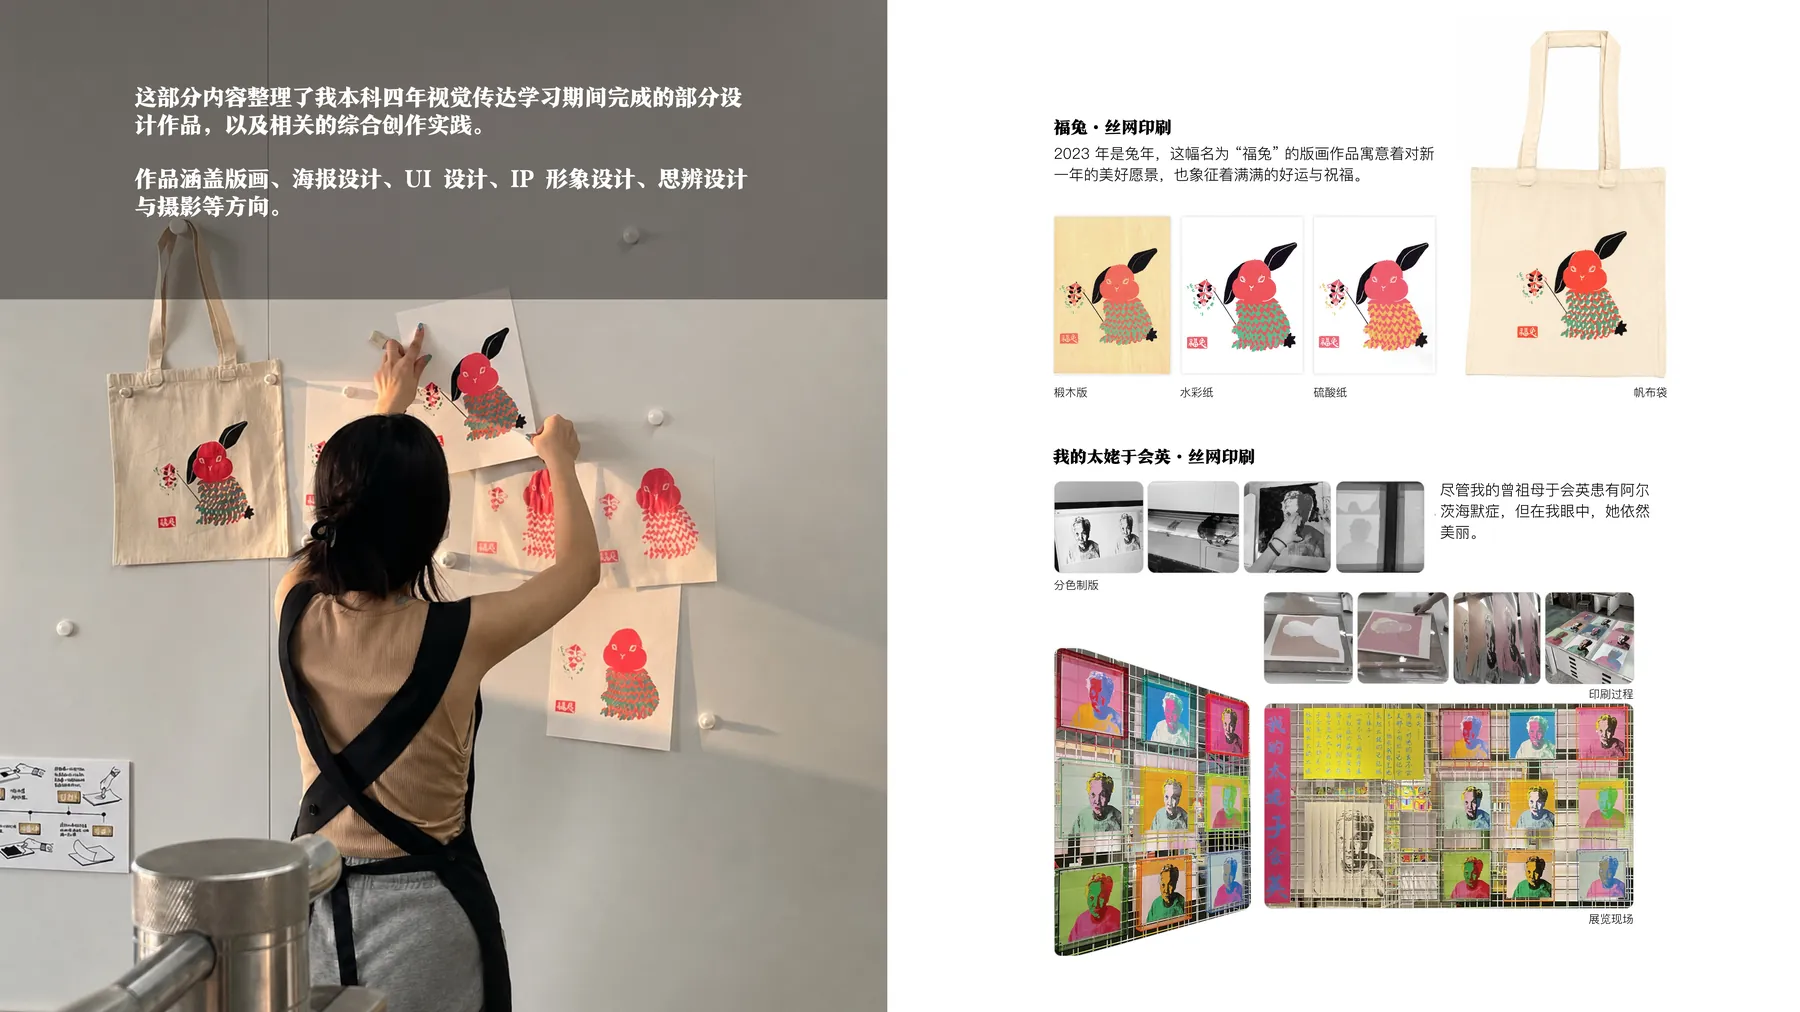 这部分内容整理了我本科四年视觉传达学习期间完成的部分设
计作品，以及相关的综合创作实践。
作品涵盖版画、海报设计、UI 设计、IP 形象设计、思辨设计
与摄影等方向。
福兔·丝网印刷
2023 年是兔年，这幅名为“福兔”的版画作品寓意着对新
一年的美好愿景，也象征着满满的好运与祝福。
椴木版
水彩纸
硫酸纸
帆布袋
我的太姥于会英·丝网印刷
尽管我的曾祖母于会英患有阿尔
茨海默症，但在我眼中，她依然
美丽。
分色制版
印刷过程
我的太姥于会英
展览现场